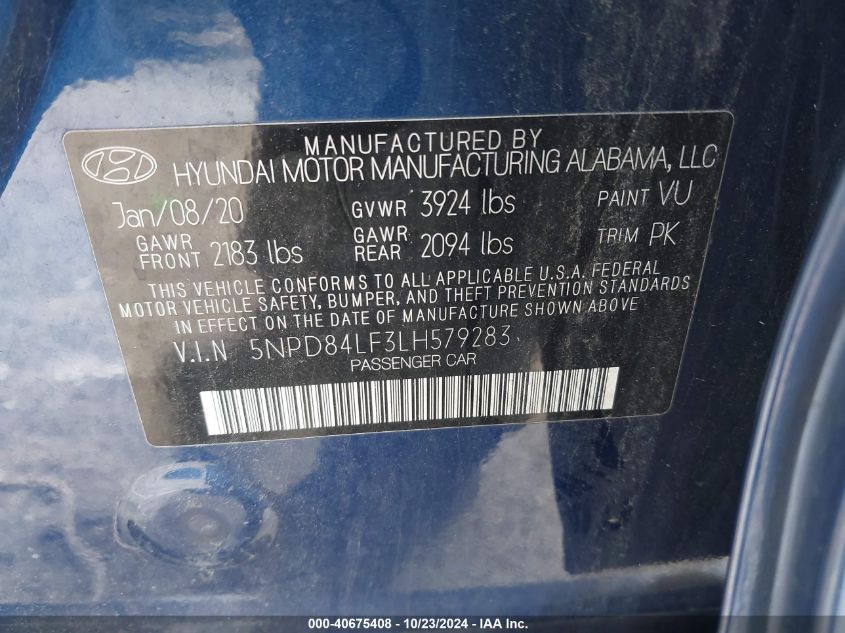 MANUFACTURED BY
HYUNDAI MOTOR MANUFACTURING ALABAMA, LLC
Jan/08/20 GVWR 3924 lbs PAINT VU
GAWR FRONT 2183 lbs GAWR REAR 2094 lbs TRIM PK
THIS VEHICLE CONFORMS TO ALL APPLICABLE U.S.A. FEDERAL
MOTOR VEHICLE SAFETY, BUMPER, AND THEFT PREVENTION STANDARDS
IN EFFECT ON THE DATE OF MANUFACTURE SHOWN ABOVE
V.I.N 5NPD84LF3LH579283
PASSENGER CAR
000-40675408 - 10/23/2024 - IAA Inc.